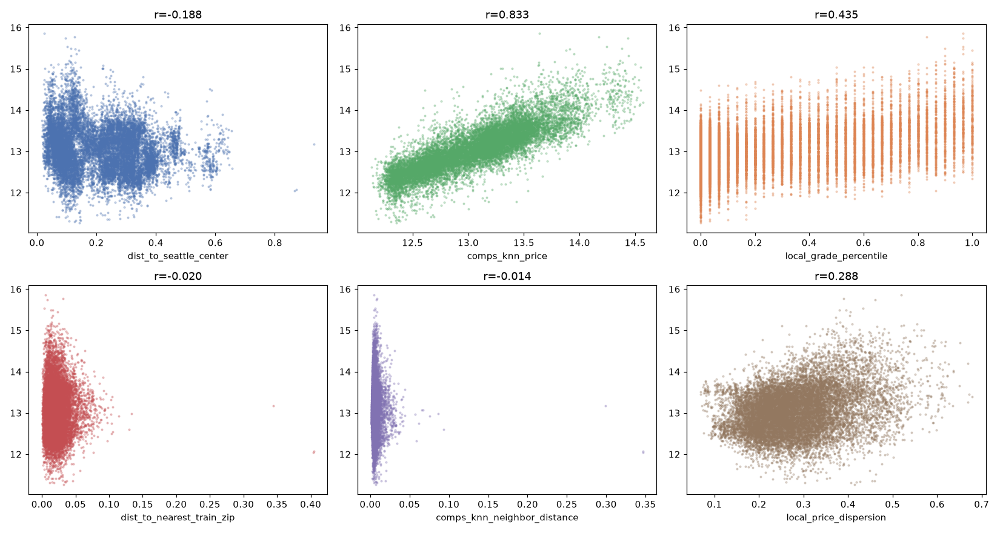 r=-0.188
16
15
14
13
12
0.0 0.2 0.4 0.6 0.8
dist_to_seattle_center
r=0.833
16
15
14
13
12
12.5 13.0 13.5 14.0 14.5
comps_knn_price
r=0.435
16
15
14
13
12
0.0 0.2 0.4 0.6 0.8 1.0
local_grade_percentile
r=-0.020
16
15
14
13
12
0.00 0.05 0.10 0.15 0.20 0.25 0.30 0.35 0.40
dist_to_nearest_train_zip
r=-0.014
16
15
14
13
12
0.00 0.05 0.10 0.15 0.20 0.25 0.30 0.35
comps_knn_neighbor_distance
r=0.288
16
15
14
13
12
0.1 0.2 0.3 0.4 0.5 0.6 0.7
local_price_dispersion